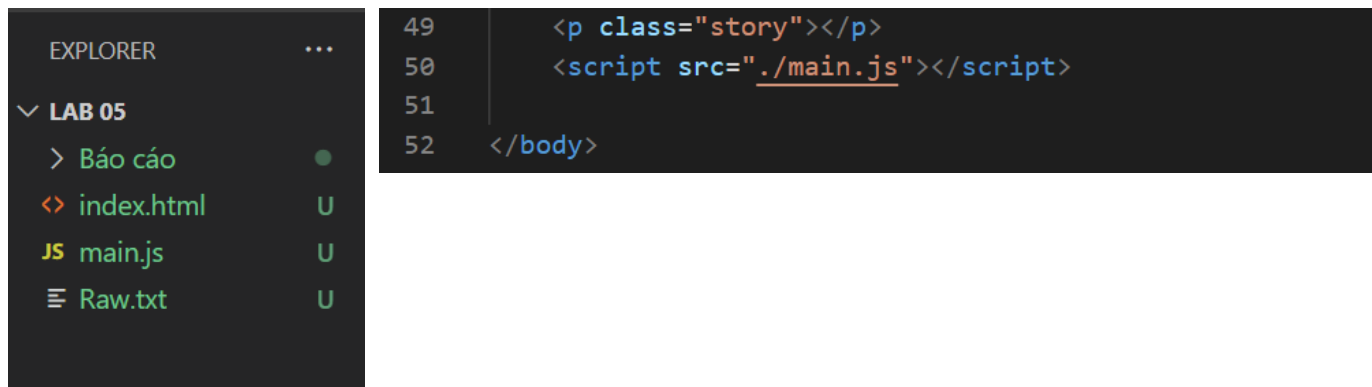 EXPLORER ...
LAB 05
Báo cáo
index.html U
JS main.js U
Raw.txt U
49 <p class="story"></p>
50 <script src="./main.js"></script>
51
52 </body>